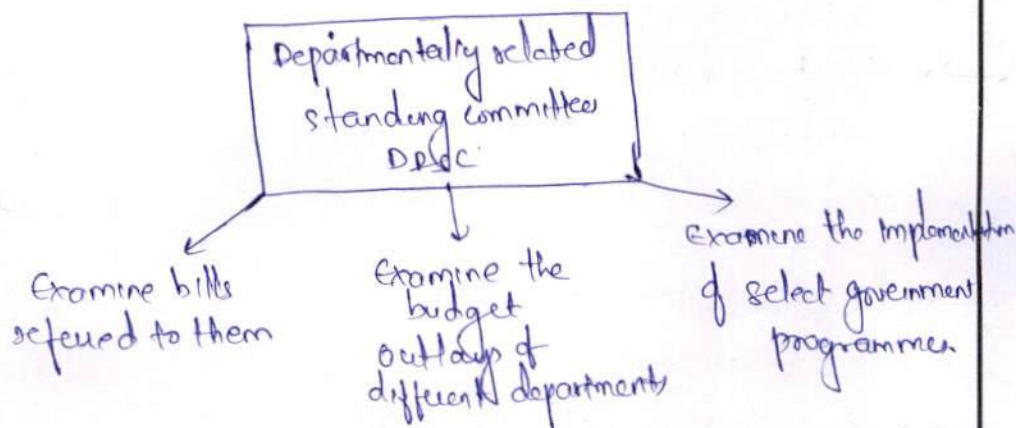 Departmentally related
standing committees
DRSC
Examine bills
referred to them
Examine the
budget
outlays of
different departments
Examine the implementation
of select government
programmes